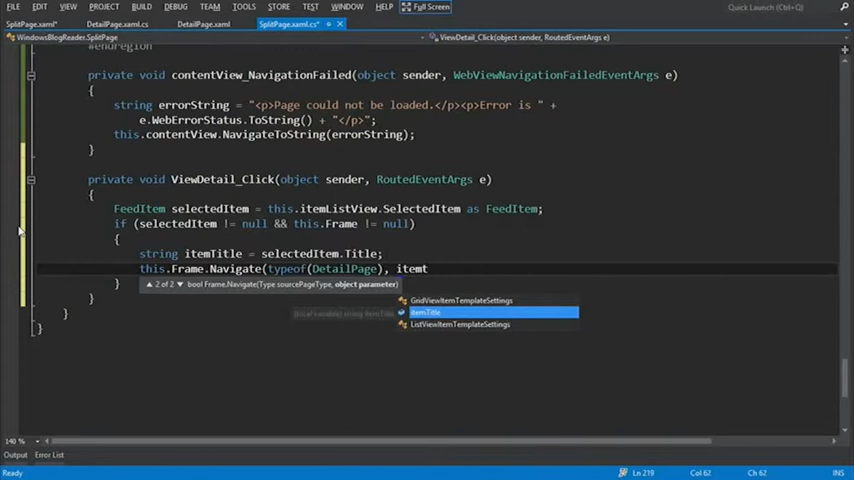 FILE EDIT VIEW PROJECT BUILD DEBUG TEAM TOOLS STORE TEST WINDOW HELP Full Screen Quick Launch (Ctrl+Q)
SplitPage.xaml* DetailPage.xaml.cs DetailPage.xaml SplitPage.xaml.cs*
WindowsBlogReader.SplitPage ViewDetail_Click(object sender, RoutedEventArgs e)
#endregion
private void contentView_NavigationFailed(object sender, WebViewNavigationFailedEventArgs e)
{
string errorString = "<p>Page could not be loaded.</p><p>Error is " +
e.WebErrorStatus.ToString() + "</p>";
this.contentView.NavigateToString(errorString);
}
private void ViewDetail_Click(object sender, RoutedEventArgs e)
{
FeedItem selectedItem = this.itemListView.SelectedItem as FeedItem;
if (selectedItem != null && this.Frame != null)
{
string itemTitle = selectedItem.Title;
this.Frame.Navigate(typeof(DetailPage), itemt
}
▲ 2 of 2 ▼ bool Frame.Navigate(Type sourcePageType, object parameter)
}
GridViewItemTemplateSettings
(local variable) string itemTitle
itemTitle
ListViewItemTemplateSettings
}
}
140 %
Output Error List
Ready Ln 219 Col 62 Ch 62 INS